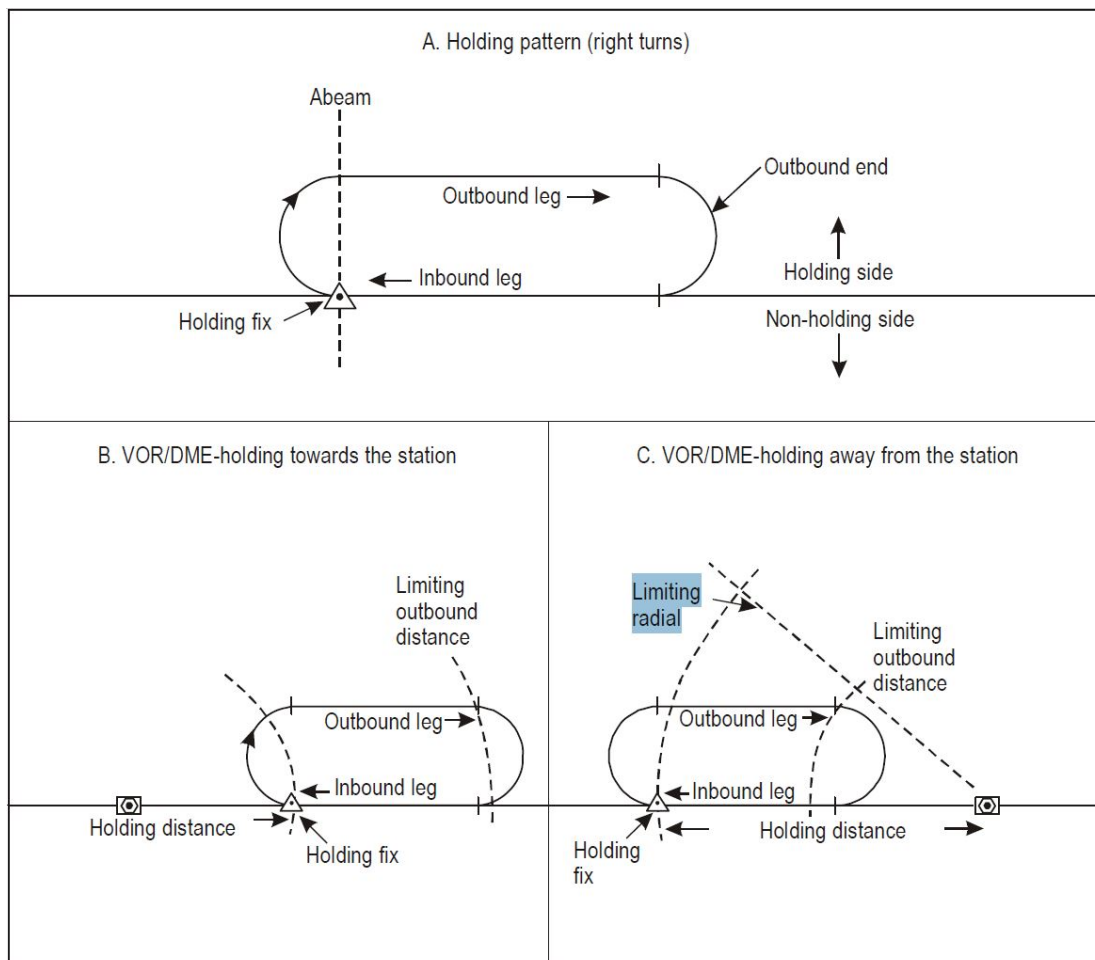 A. Holding pattern (right turns)
Abeam
Outbound end
Outbound leg
Inbound leg
Holding side
Holding fix
Non-holding side
B. VOR/DME-holding towards the station
Limiting
outbound
distance
Outbound leg
Inbound leg
Holding distance
Holding fix
C. VOR/DME-holding away from the station
Limiting
radial
Limiting
outbound
distance
Outbound leg
Inbound leg
Holding distance
Holding
fix